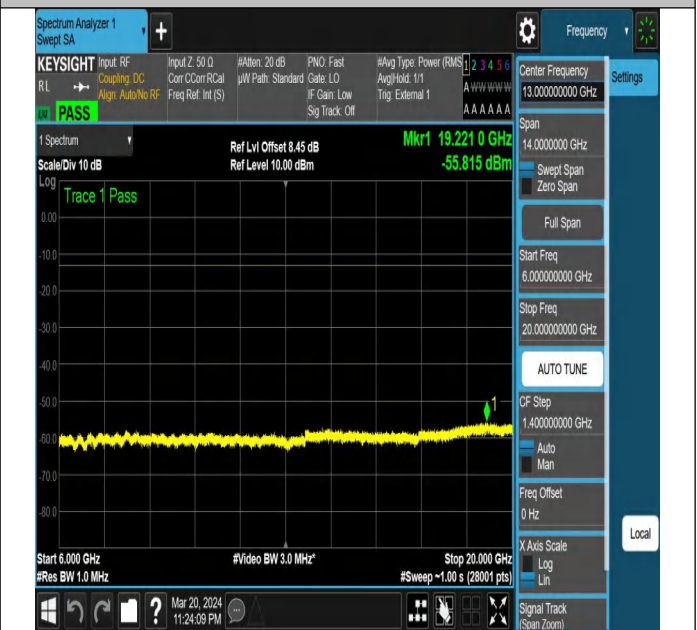 Spectrum Analyzer 1
Swept SA
+
Frequency
KEYSIGHT
RL
PASS
Input: RF
Coupling: DC
Align: Auto/No RF
Input Z: 50 Ω
Corr CCorr RCal
Freq Ref: Int (S)
#Atten: 20 dB
µW Path: Standard
PNO: Fast
Gate: LO
IF Gain: Low
Sig Track: Off
#Avg Type: Power (RMS
Avg|Hold: 1/1
Trig: External 1
1 2 3 4 5 6
A W W W W W
A A A A A A
1 Spectrum
Scale/Div 10 dB
Log
Ref Lvl Offset 8.45 dB
Ref Level 10.00 dBm
Mkr1 19.221 0 GHz
-55.815 dBm
Trace 1 Pass
0.00
-10.0
-20.0
-30.0
-40.0
-50.0
-60.0
-70.0
-80.0
1
Start 6.000 GHz
#Res BW 1.0 MHz
#Video BW 3.0 MHz*
Stop 20.000 GHz
#Sweep ~1.00 s (28001 pts)
Center Frequency
13.000000000 GHz
Settings
Span
14.0000000 GHz
Swept Span
Zero Span
Full Span
Start Freq
6.000000000 GHz
Stop Freq
20.000000000 GHz
AUTO TUNE
CF Step
1.400000000 GHz
Auto
Man
Freq Offset
0 Hz
X Axis Scale
Log
Lin
Local
Signal Track
(Span Zoom)
?
Mar 20, 2024
11:24:09 PM